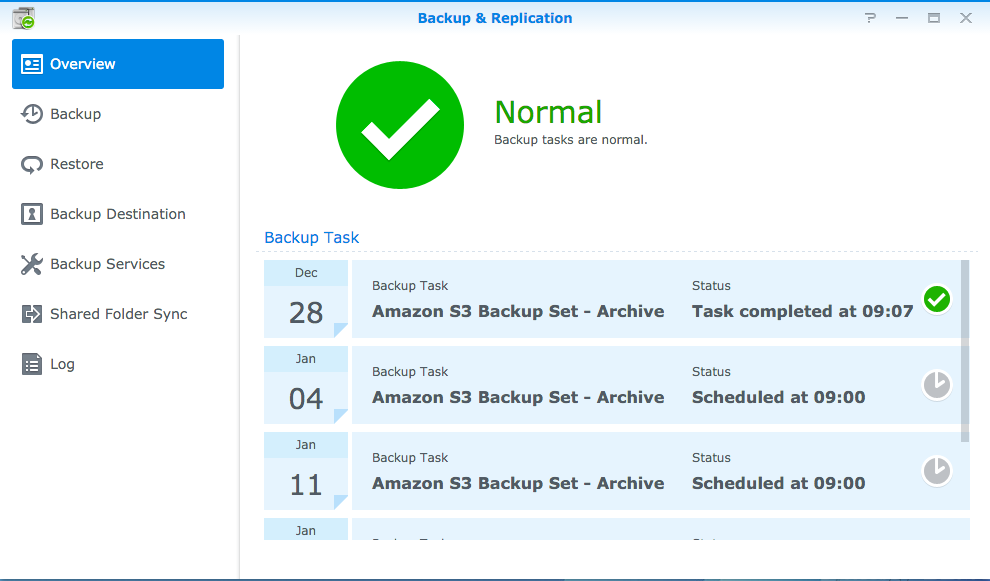 Backup & Replication
?
Overview
Backup
Restore
Backup Destination
Backup Services
Shared Folder Sync
Log
Normal
Backup tasks are normal.
Backup Task
Dec
28
Backup Task
Amazon S3 Backup Set - Archive
Status
Task completed at 09:07
Jan
04
Backup Task
Amazon S3 Backup Set - Archive
Status
Scheduled at 09:00
Jan
11
Backup Task
Amazon S3 Backup Set - Archive
Status
Scheduled at 09:00
Jan